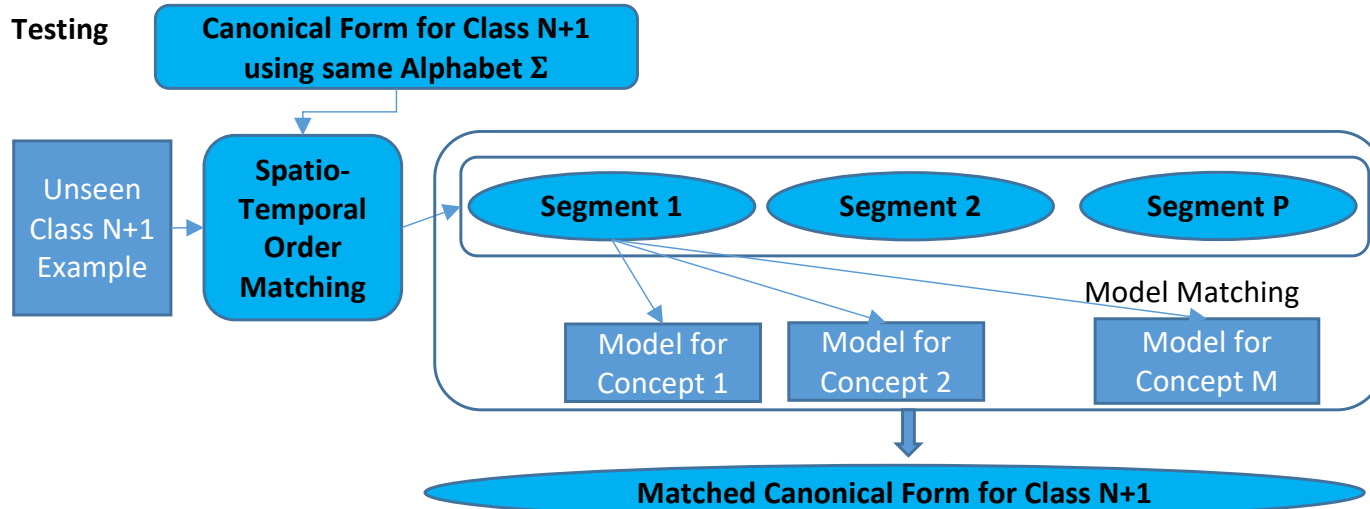 Testing
Canonical Form for Class N+1
using same Alphabet Σ
Unseen
Class N+1
Example
Spatio-
Temporal
Order
Matching
Segment 1
Segment 2
Segment P
Model Matching
Model for
Concept 1
Model for
Concept 2
Model for
Concept M
Matched Canonical Form for Class N+1